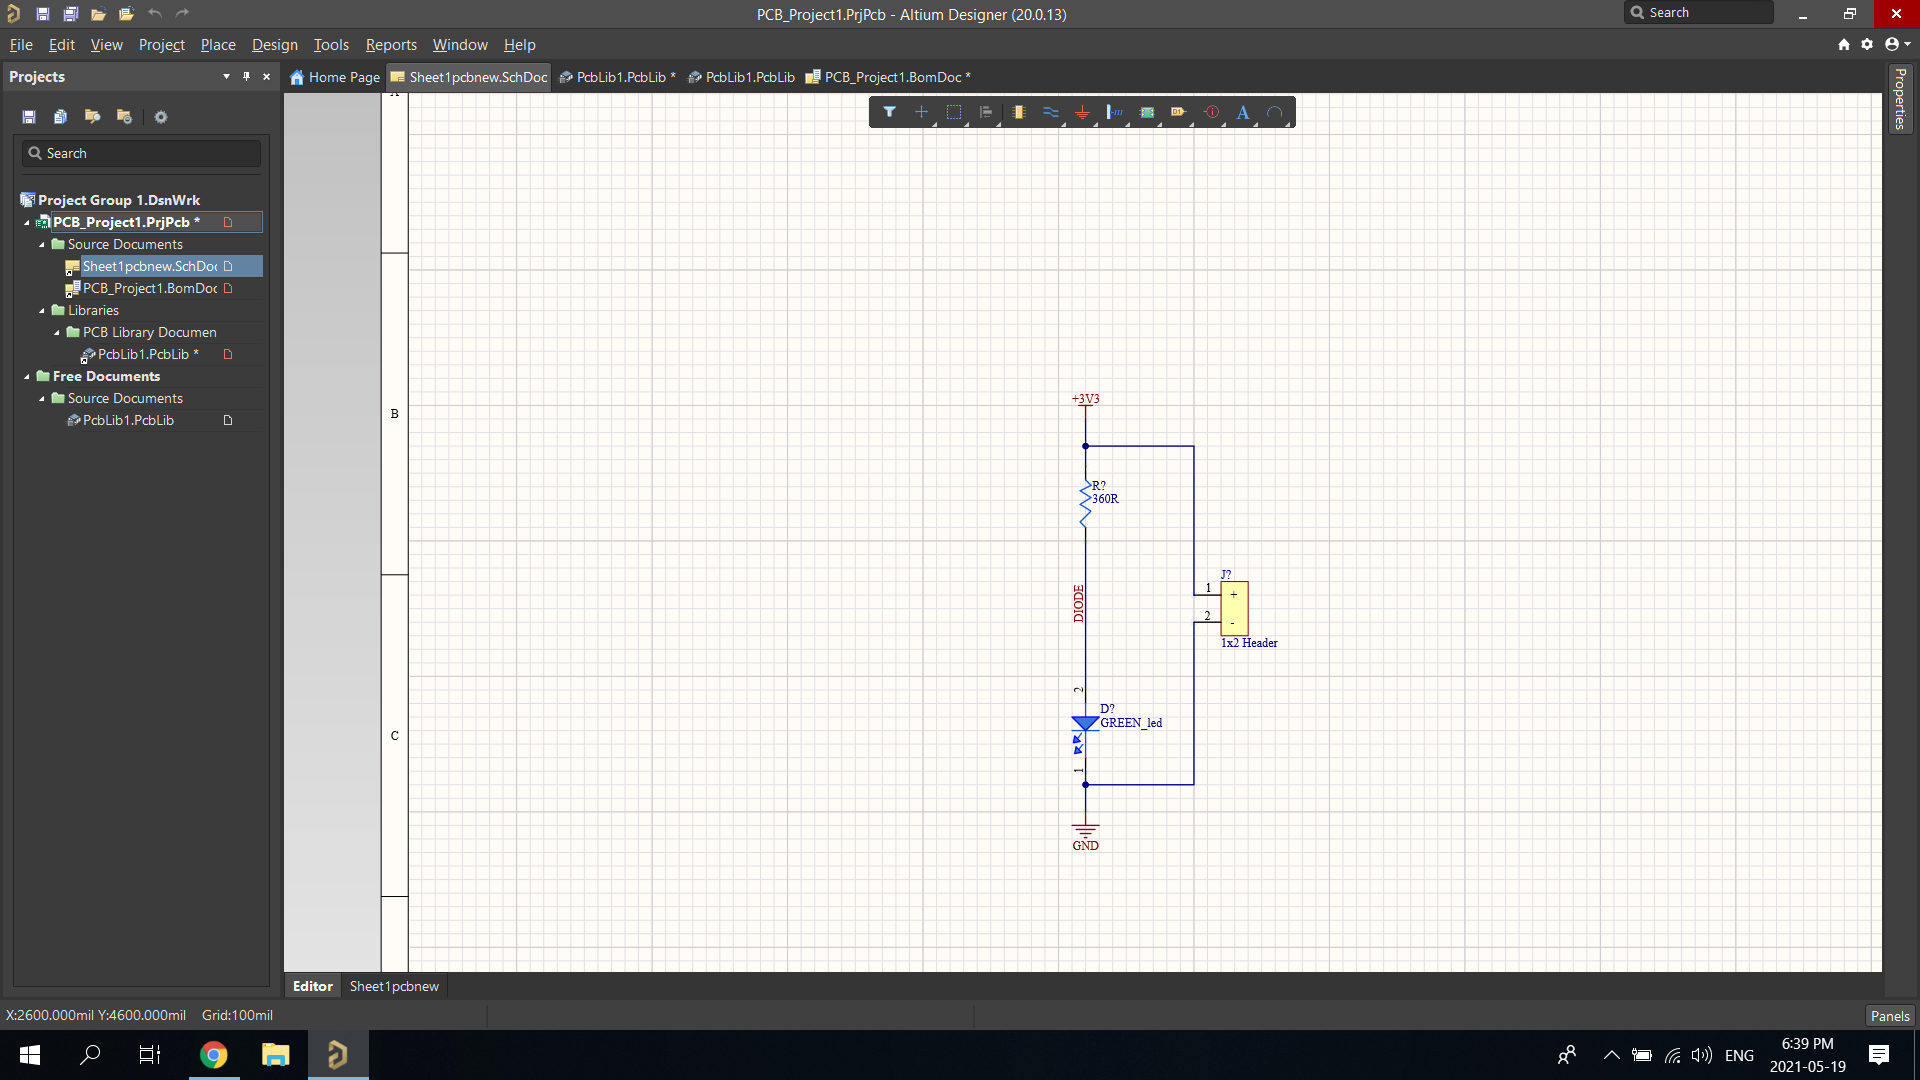 PCB_Project1.PrjPcb - Altium Designer (20.0.13)
Search
File Edit View Project Place Design Tools Reports Window Help
Projects
Home Page
Sheet1pcbnew.SchDoc
PcbLib1.PcbLib *
PcbLib1.PcbLib
PCB_Project1.BomDoc *
Properties
Search
Project Group 1.DsnWrk
PCB_Project1.PrjPcb *
Source Documents
Sheet1pcbnew.SchDoc
PCB_Project1.BomDoc
Libraries
PCB Library Documen
PcbLib1.PcbLib *
Free Documents
Source Documents
PcbLib1.PcbLib
A
B
C
+3V3
R?
360R
DIODE
J?
1 +
2 -
1x2 Header
2
D?
GREEN_led
1
GND
Editor
Sheet1pcbnew
X:2600.000mil Y:4600.000mil Grid:100mil
Panels
ENG
6:39 PM
2021-05-19